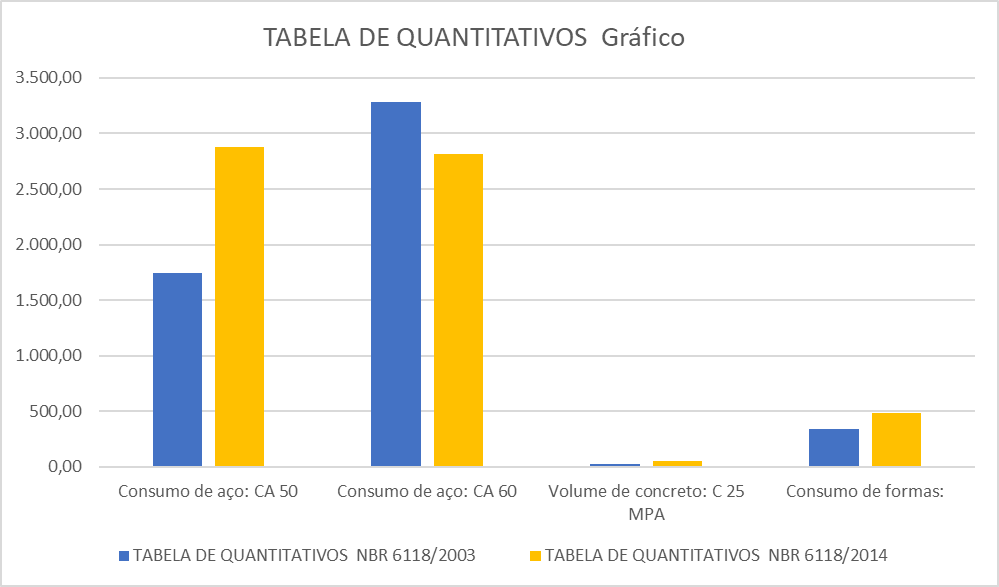 TABELA DE QUANTITATIVOS  Gráfico
3.500,00
3.000,00
2.500,00
2.000,00
1.500,00
1.000,00
500,00
0,00
Consumo de aço: CA 50
Consumo de aço: CA 60
Volume de concreto: C 25
MPA
Consumo de formas:
TABELA DE QUANTITATIVOS  NBR 6118/2003
TABELA DE QUANTITATIVOS  NBR 6118/2014